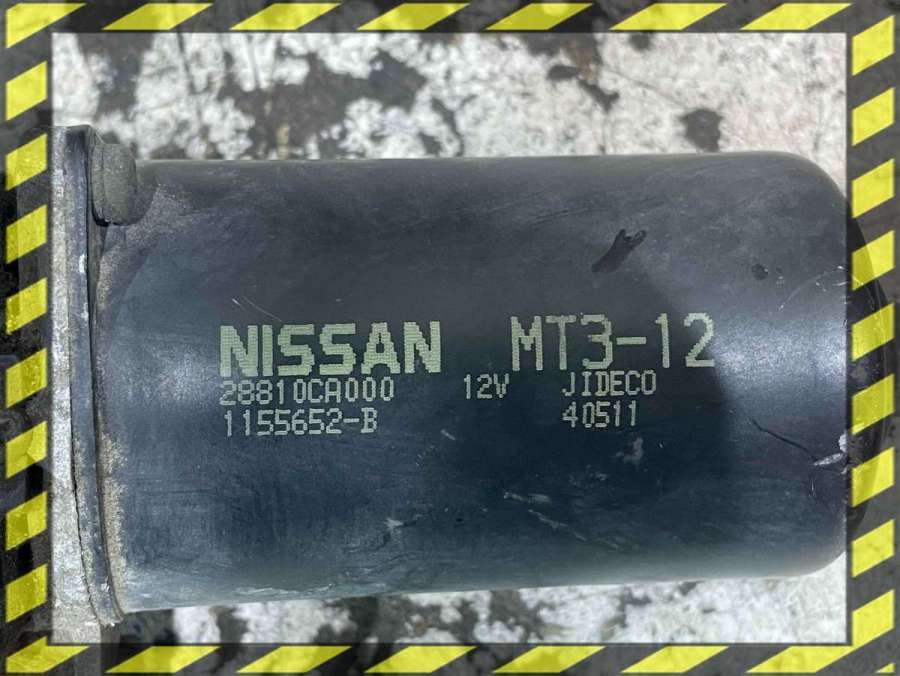 NISSAN MT3-12
28810CA000 12V JIDECO
1155652-B 40511